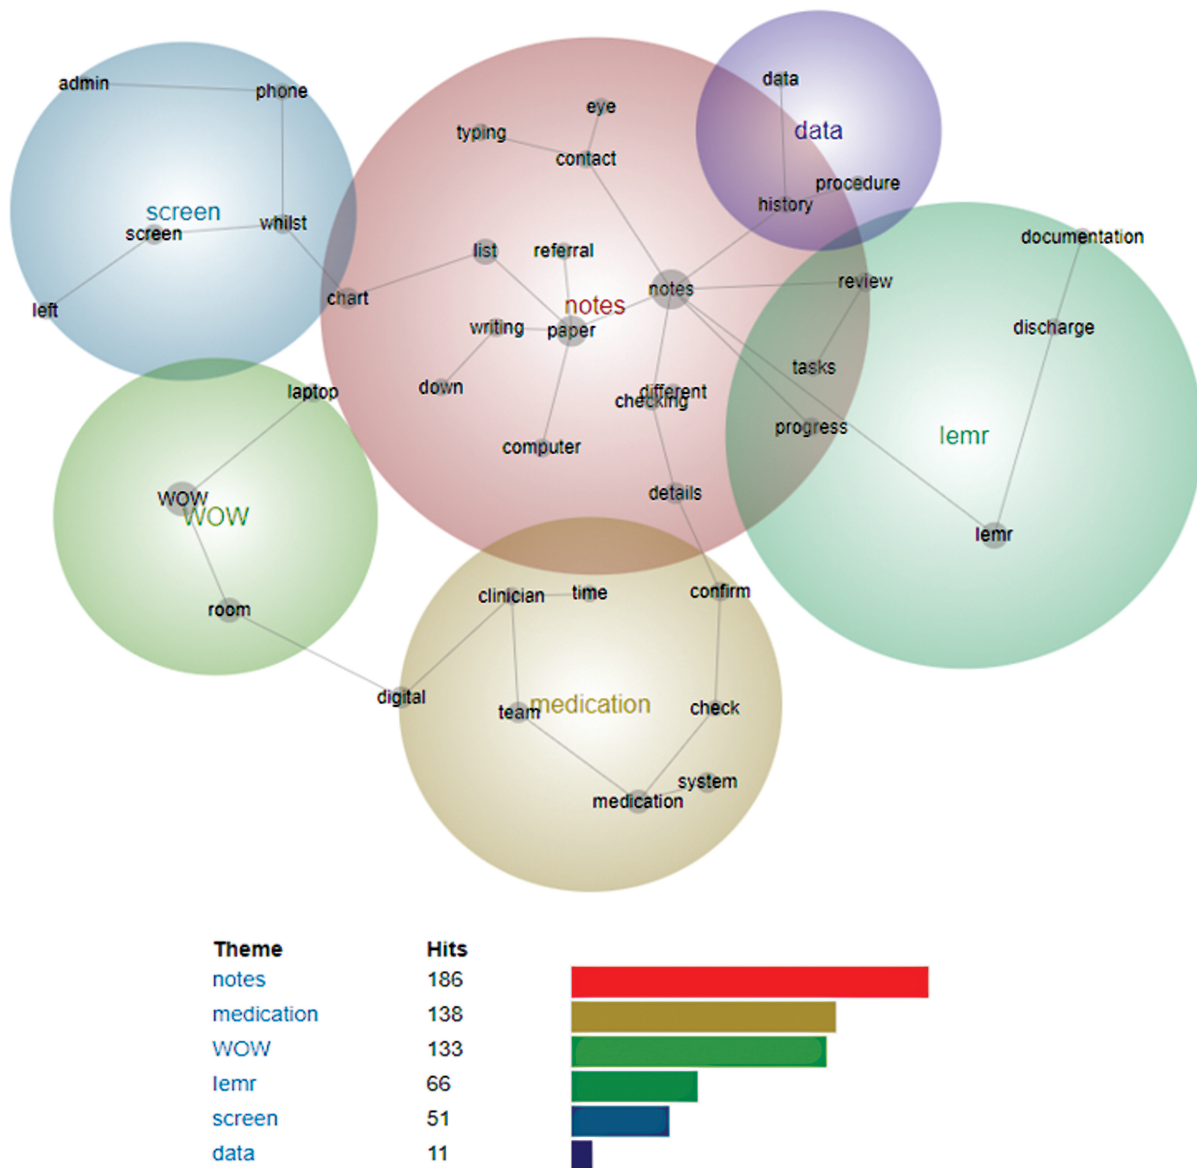 admin
phone
screen
screen
whilst
left
chart
eye
typing
contact
list
referral
notes
notes
writing
paper
down
different
checking
computer
details
data
data
procedure
history
documentation
review
discharge
tasks
progress
lemr
lemr
laptop
WOW
WOW
room
clinician
time
confirm
digital
team
medication
check
system
medication
Theme Hits
notes 186
medication 138
WOW 133
lemr 66
screen 51
data 11